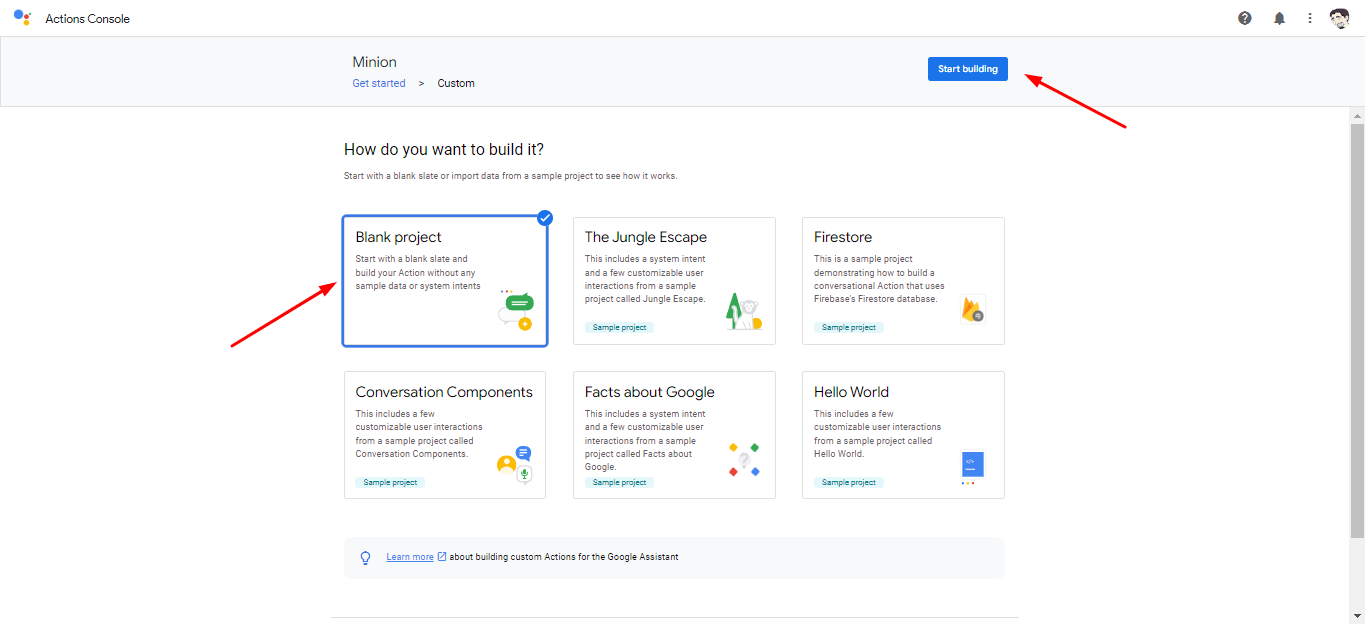 Actions Console
Minion
Get started > Custom
Start building
How do you want to build it?
Start with a blank slate or import data from a sample project to see how it works.
Blank project
Start with a blank slate and
build your Action without any
sample data or system intents
The Jungle Escape
This includes a system intent
and a few customizable user
interactions from a sample
project called Jungle Escape.
Sample project
Firestore
This is a sample project
demonstrating how to build a
conversational Action that uses
Firebase's Firestore database.
Sample project
Conversation Components
This includes a few
customizable user interactions
from a sample project called
Conversation Components.
Sample project
Facts about Google
This includes a system intent
and a few customizable user
interactions from a sample
project called Facts about
Google.
Sample project
Hello World
This includes a few
customizable user interactions
from a sample project called
Hello World.
Sample project
Learn more about building custom Actions for the Google Assistant